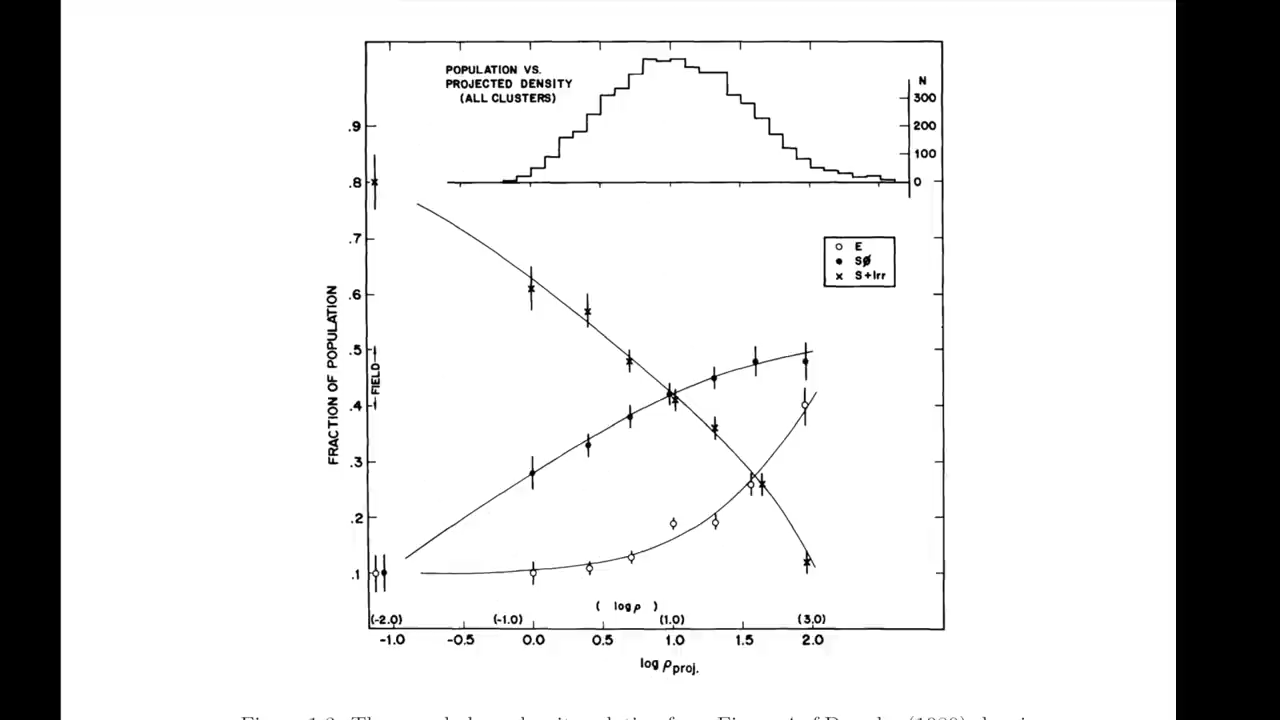 POPULATION VS.
PROJECTED DENSITY
(ALL CLUSTERS)
N
300
200
100
0
.9
.8
.7
.6
.5
.4
.3
.2
.1
FRACTION OF POPULATION
FIELD
E
SØ
S+Irr
( log ρ )
(-2.0) (-1.0) (1.0) (3.0)
-1.0 -0.5 0.0 0.5 1.0 1.5 2.0
log ρ proj.